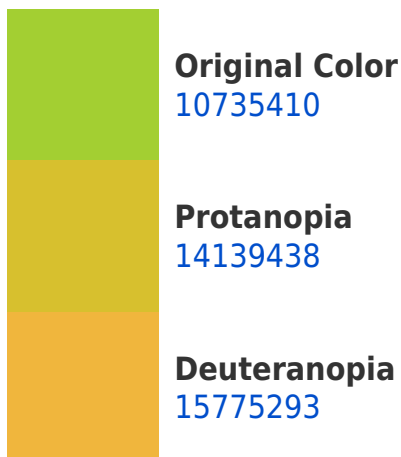 Original Color
10735410
Protanopia
14139438
Deuteranopia
15775293